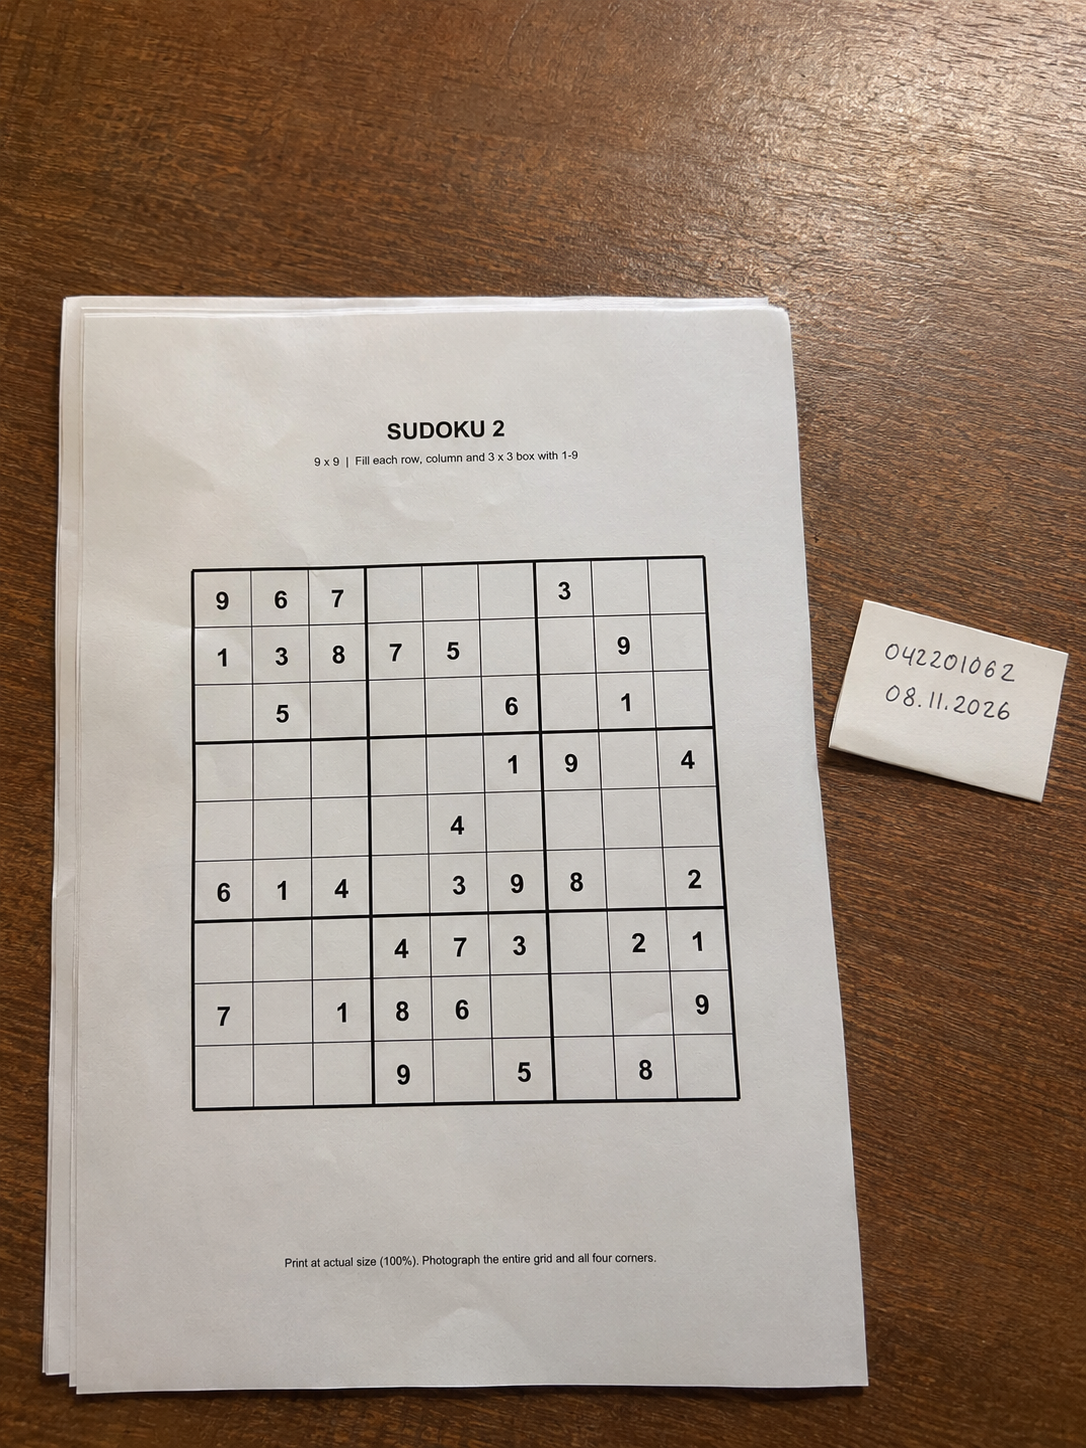 SUDOKU 2
9 x 9 | Fill each row, column and 3 x 3 box with 1-9
9 6 7 3
1 3 8 7 5 9
5 6 1
1 9 4
4
6 1 4 3 9 8 2
4 7 3 2 1
7 1 8 6 9
9 5 8
Print at actual size (100%). Photograph the entire grid and all four corners.
042201062
08.11.2026